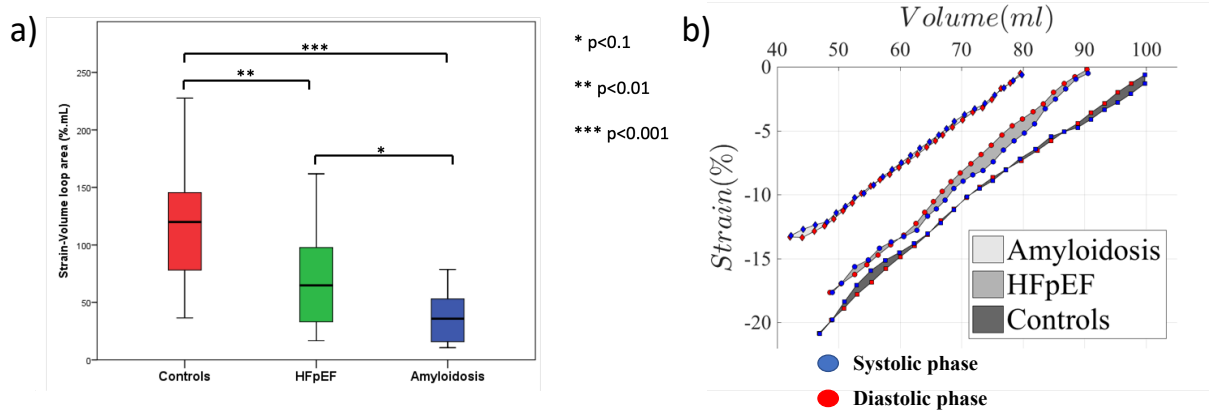 a)
Strain-Volume loop area (%.mL)
250
200
150
100
50
0
***
**
*
Controls HFpEF Amyloidosis
* p<0.1
** p<0.01
*** p<0.001
b)
Volume(ml)
40 50 60 70 80 90 100
Strain(%)
0
-5
-10
-15
-20
Amyloidosis
HFpEF
Controls
Systolic phase
Diastolic phase